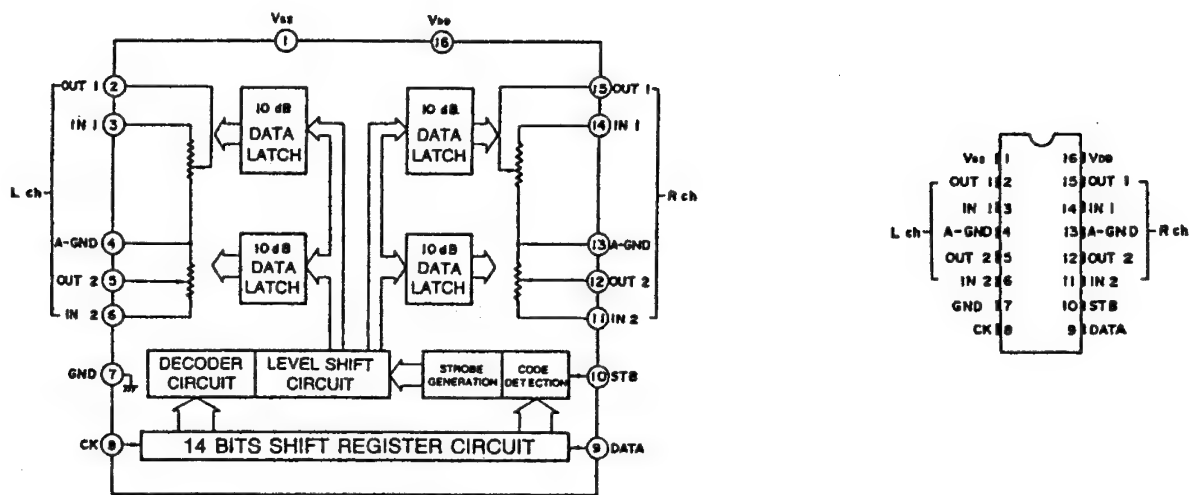 Vss
VDD
1
16
OUT 1 2
15 OUT 1
IN 1 3
14 IN 1
10 dB
DATA
LATCH
10 dB
DATA
LATCH
L ch
R ch
A-GND 4
13 A-GND
OUT 2 5
12 OUT 2
IN 2 6
11 IN 2
10 dB
DATA
LATCH
10 dB
DATA
LATCH
GND 7
DECODER
CIRCUIT
LEVEL SHIFT
CIRCUIT
STROBE
GENERATION
CODE
DETECTION
10 STB
CK 8
14 BITS SHIFT REGISTER CIRCUIT
9 DATA
Vss 1
16 VDD
OUT 1 2
15 OUT 1
IN 1 3
14 IN 1
L ch
A-GND 4
13 A-GND
R ch
OUT 2 5
12 OUT 2
IN 2 6
11 IN 2
GND 7
10 STB
CK 8
9 DATA